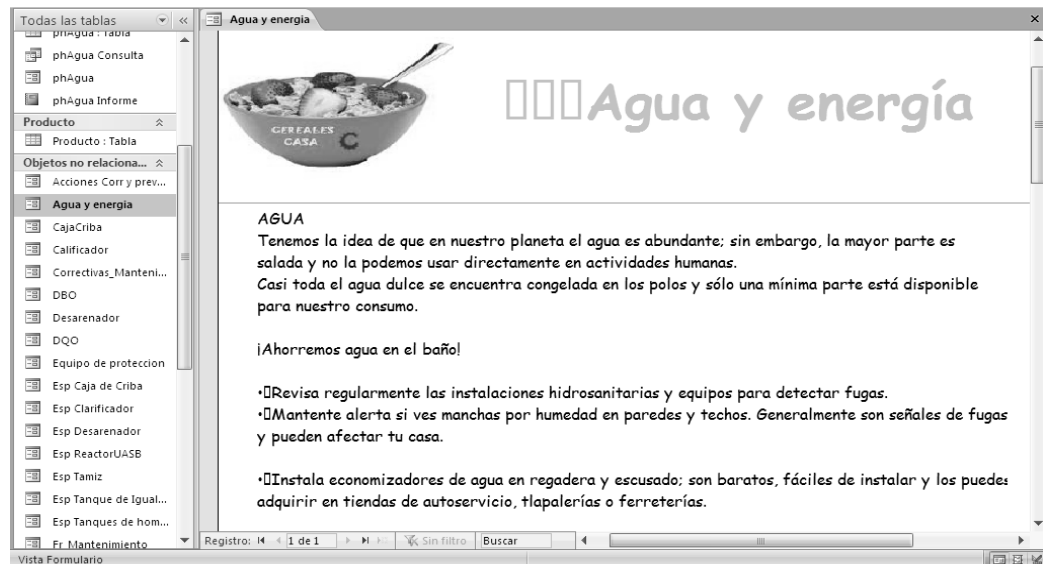 Todas las tablas
phAgua : Tabla
phAgua Consulta
phAgua
phAgua Informe
Producto
Producto : Tabla
Objetos no relaciona...
Acciones Corr y prev...
Agua y energia
CajaCriba
Calificador
Correctivas_Manteni...
DBO
Desarenador
DQO
Equipo de proteccion
Esp Caja de Criba
Esp Clarificador
Esp Desarenador
Esp ReactorUASB
Esp Tamiz
Esp Tanque de Igual...
Esp Tanques de hom...
Fr Mantenimiento
Agua y energia
CEREALES
CASA C
Agua y energía
AGUA
Tenemos la idea de que en nuestro planeta el agua es abundante; sin embargo, la mayor parte es
salada y no la podemos usar directamente en actividades humanas.
Casi toda el agua dulce se encuentra congelada en los polos y sólo una mínima parte está disponible
para nuestro consumo.
¡Ahorremos agua en el baño!
•Revisa regularmente las instalaciones hidrosanitarias y equipos para detectar fugas.
•Mantente alerta si ves manchas por humedad en paredes y techos. Generalmente son señales de fugas
y pueden afectar tu casa.
•Instala economizadores de agua en regadera y escusado; son baratos, fáciles de instalar y los puedes
adquirir en tiendas de autoservicio, tlapalerías o ferreterías.
Registro: 1 de 1 Sin filtro Buscar
Vista Formulario